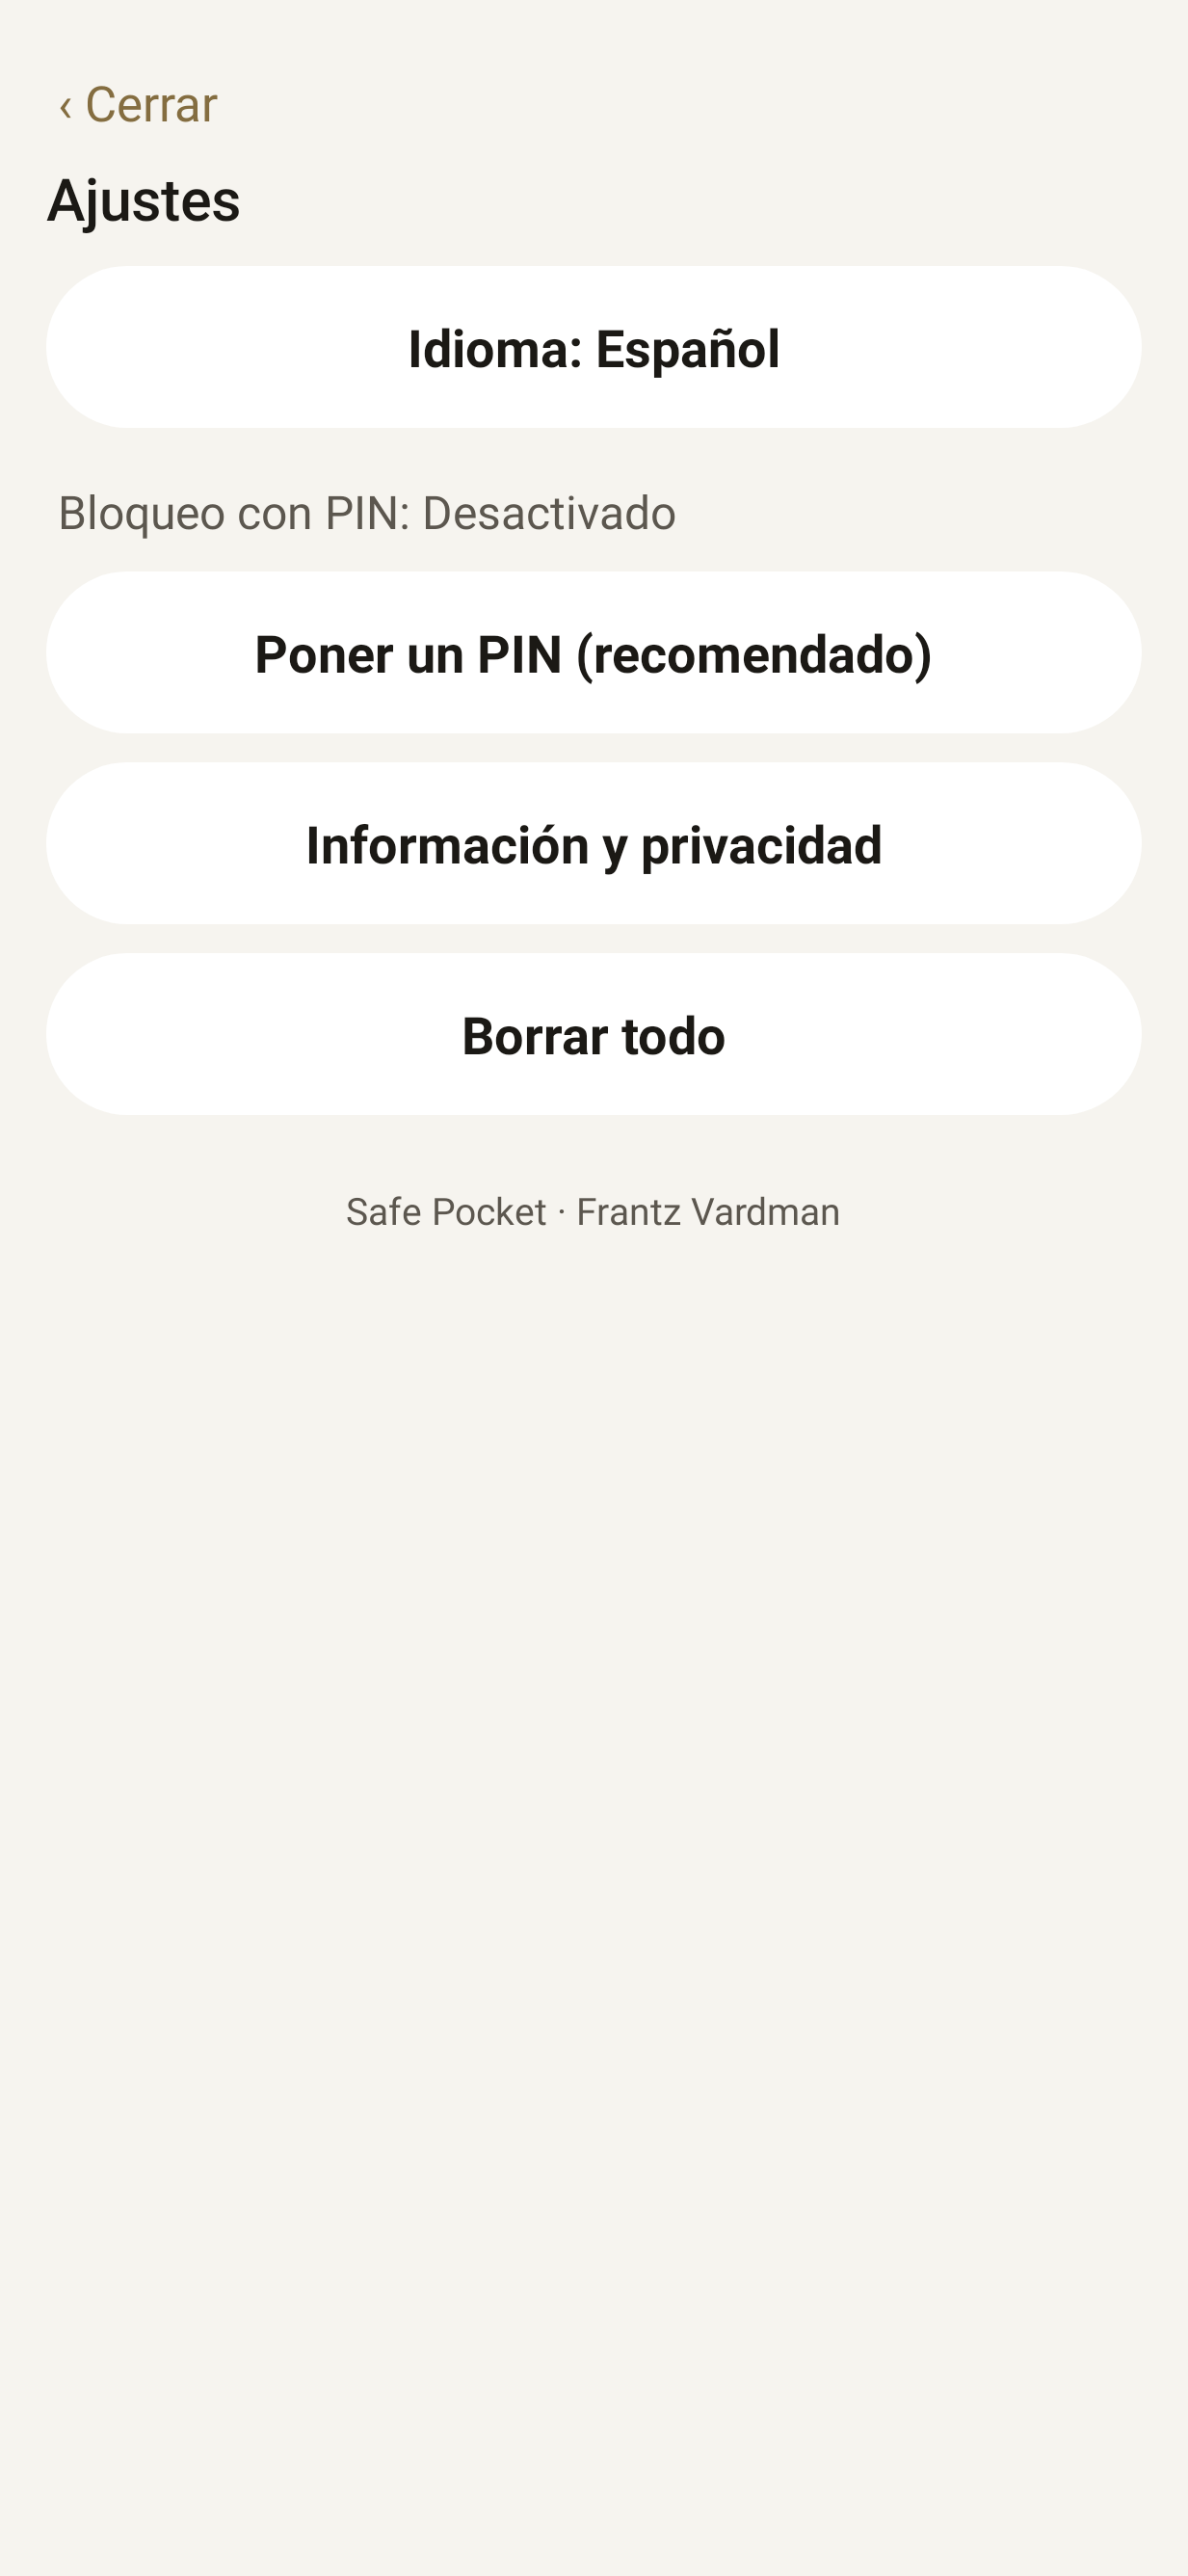 ‹ Cerrar
Ajustes
Idioma: Español
Bloqueo con PIN: Desactivado
Poner un PIN (recomendado)
Información y privacidad
Borrar todo
Safe Pocket · Frantz Vardman